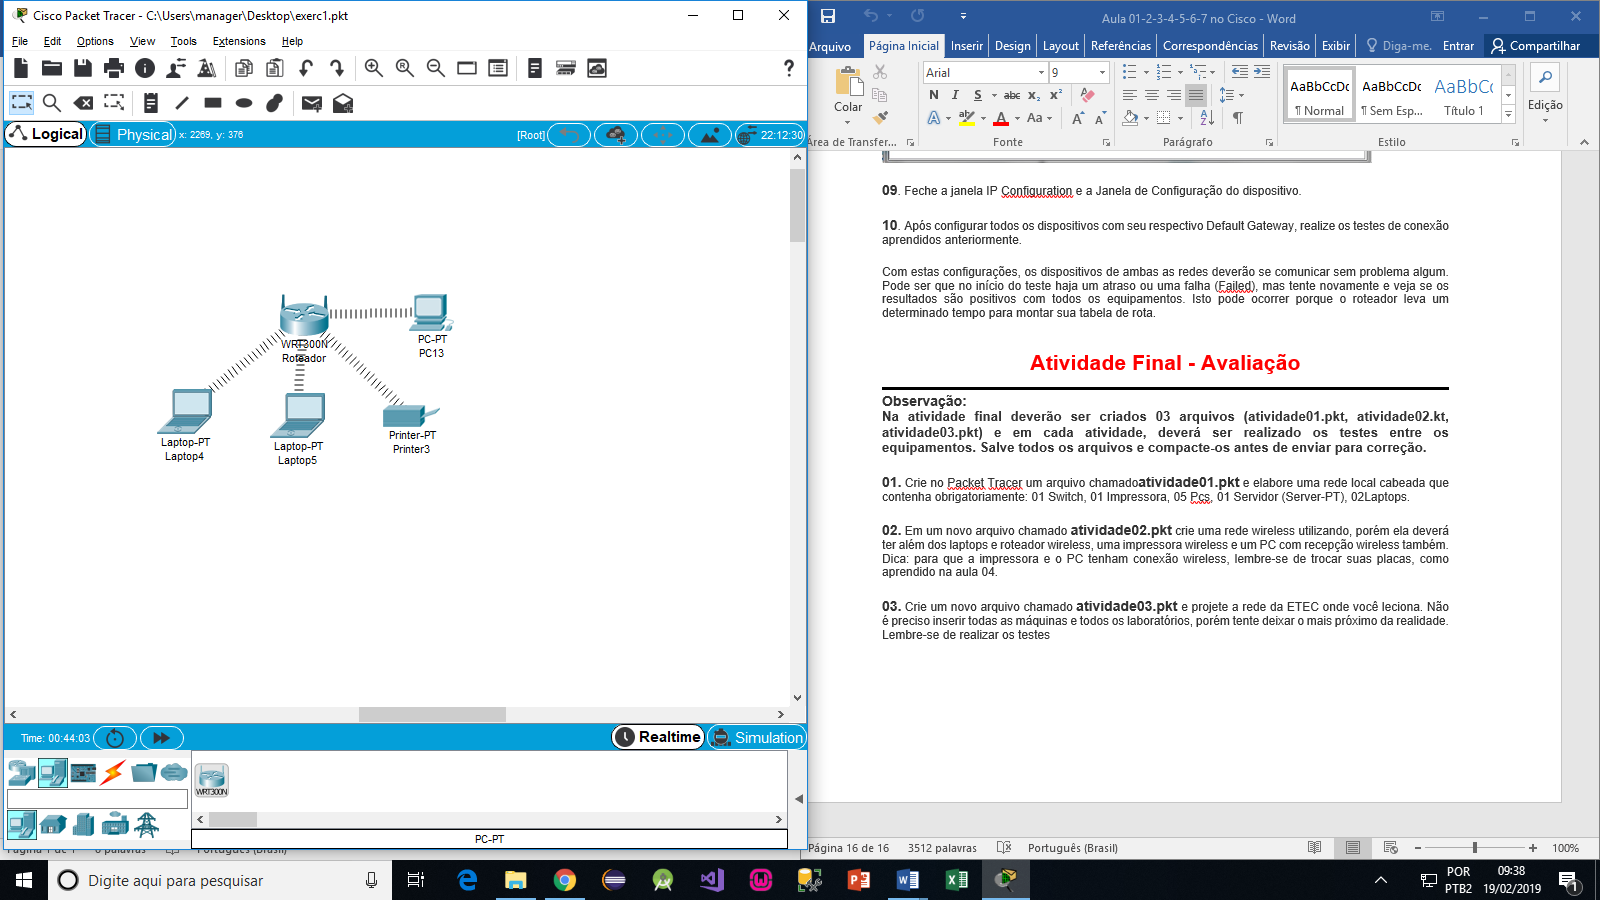 Cisco Packet Tracer - C:\Users\manager\Desktop\exerc1.pkt
File Edit Options View Tools Extensions Help
Logical Physical x: 2269, y: 376 [Root] 22:12:30
WRT300N
Roteador
PC-PT
PC13
Laptop-PT
Laptop4
Laptop-PT
Laptop5
Printer-PT
Printer3
Time: 00:44:03 Realtime Simulation
WRT300N
PC-PT
Aula 01-2-3-4-5-6-7 no Cisco - Word
Arquivo Página Inicial Inserir Design Layout Referências Correspondências Revisão Exibir Diga-me. Entrar Compartilhar
Colar
Arial 9
N I S abc x₂ x²
A ab A Aa A A
AaBbCcDc AaBbCcDc AaBbCcC
¶ Normal ¶ Sem Esp... Título 1
Edição
Área de Transfer... Fonte Parágrafo Estilo
09. Feche a janela IP Configuration e a Janela de Configuração do dispositivo.
10. Após configurar todos os dispositivos com seu respectivo Default Gateway, realize os testes de conexão
aprendidos anteriormente.
Com estas configurações, os dispositivos de ambas as redes deverão se comunicar sem problema algum.
Pode ser que no início do teste haja um atraso ou uma falha (Failed), mas tente novamente e veja se os
resultados são positivos com todos os equipamentos. Isto pode ocorrer porque o roteador leva um
determinado tempo para montar sua tabela de rota.
Atividade Final - Avaliação
Observação:
Na atividade final deverão ser criados 03 arquivos (atividade01.pkt, atividade02.kt,
atividade03.pkt) e em cada atividade, deverá ser realizado os testes entre os
equipamentos. Salve todos os arquivos e compacte-os antes de enviar para correção.
01. Crie no Packet Tracer um arquivo chamadoatividade01.pkt e elabore uma rede local cabeada que
contenha obrigatoriamente: 01 Switch, 01 Impressora, 05 Pcs, 01 Servidor (Server-PT), 02Laptops.
02. Em um novo arquivo chamado atividade02.pkt crie uma rede wireless utilizando, porém ela deverá
ter além dos laptops e roteador wireless, uma impressora wireless e um PC com recepção wireless também.
Dica: para que a impressora e o PC tenham conexão wireless, lembre-se de trocar suas placas, como
aprendido na aula 04.
03. Crie um novo arquivo chamado atividade03.pkt e projete a rede da ETEC onde você leciona. Não
é preciso inserir todas as máquinas e todos os laboratórios, porém tente deixar o mais próximo da realidade.
Lembre-se de realizar os testes
Página 16 de 16 3512 palavras Português (Brasil) 100%
Digite aqui para pesquisar
POR
PTB2
09:38
19/02/2019
1